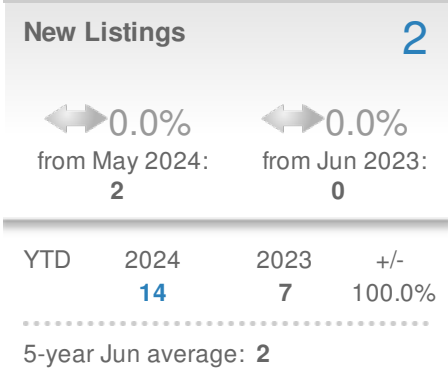 New Listings 2
0.0% 0.0%
from May 2024: from Jun 2023:
2 0
YTD 2024 2023 +/-
14 7 100.0%
5-year Jun average: 2